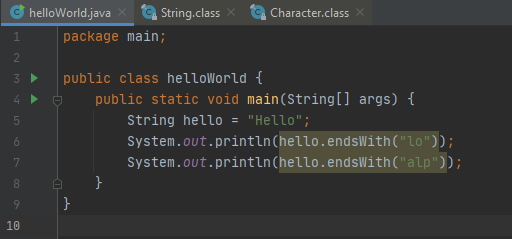 helloWorld.java String.class Character.class
1 package main;
2
3 public class helloWorld {
4 public static void main(String[] args) {
5 String hello = "Hello";
6 System.out.println(hello.endsWith("lo"));
7 System.out.println(hello.endsWith("alp"));
8 }
9 }
10